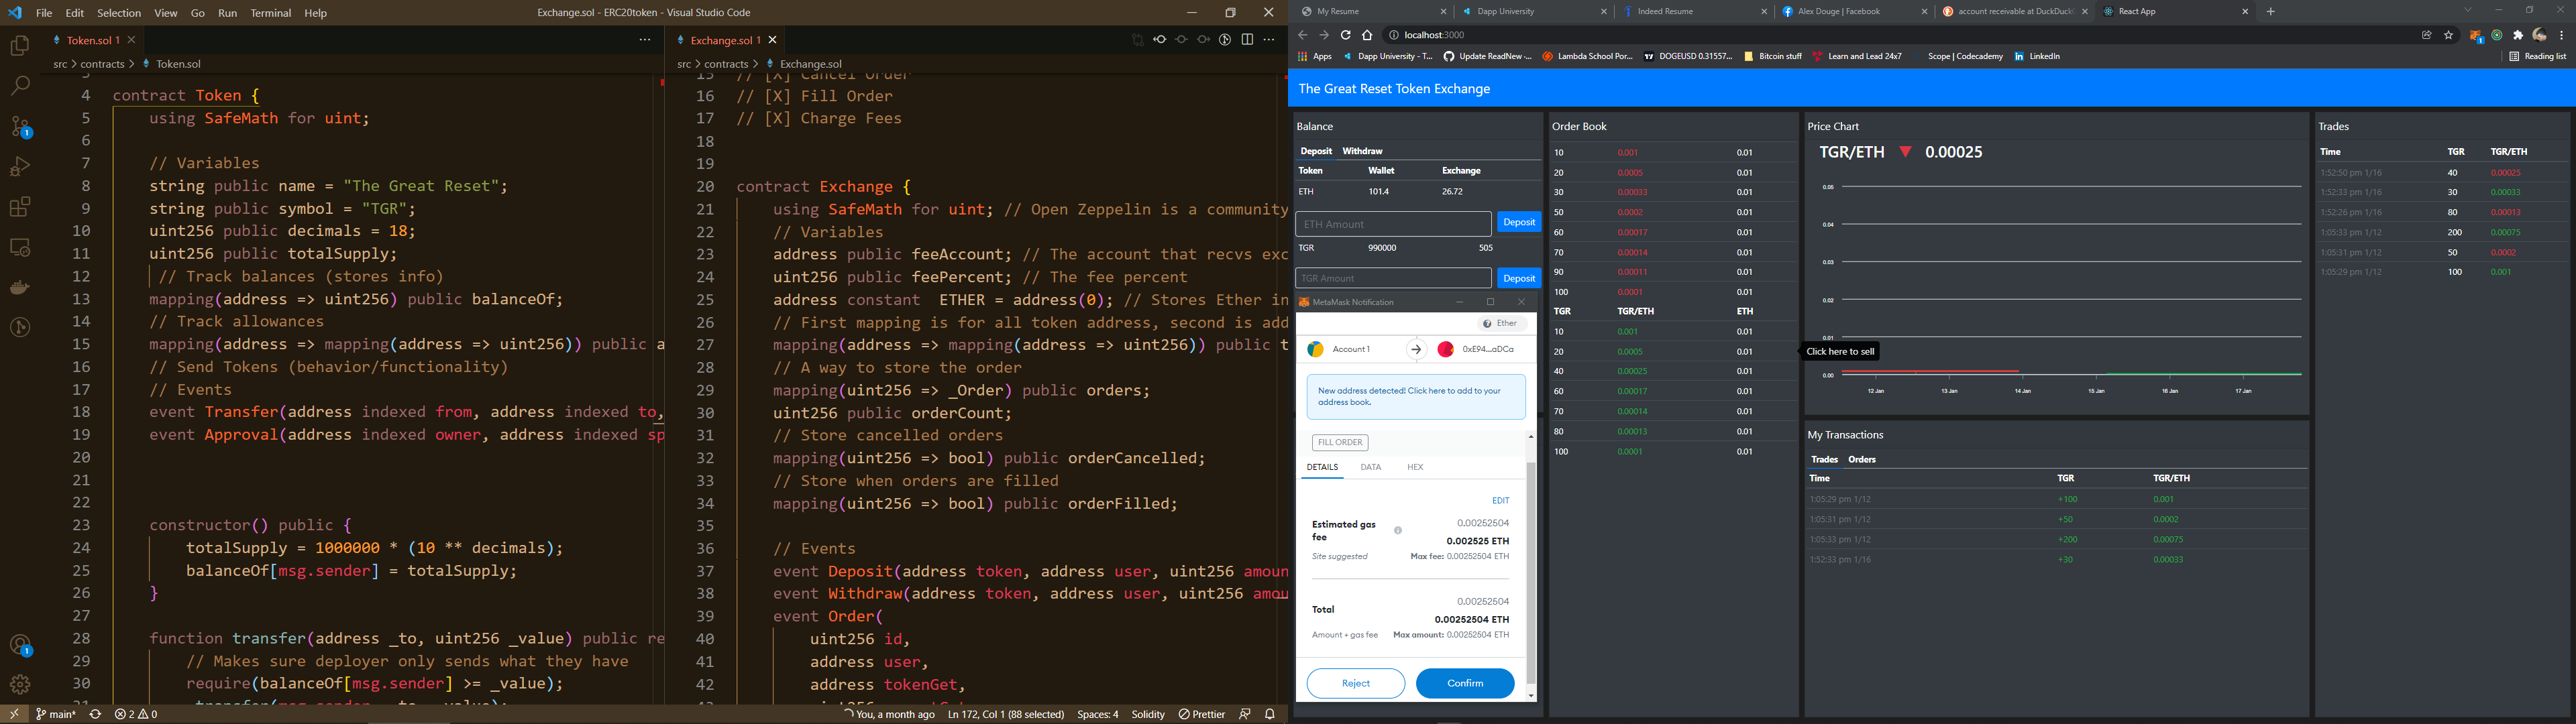 File Edit Selection View Go Run Terminal Help
Exchange.sol - ERC20token - Visual Studio Code
Token.sol 1
src > contracts > Token.sol
4 contract Token {
5 using SafeMath for uint;
6
7 // Variables
8 string public name = "The Great Reset";
9 string public symbol = "TGR";
10 uint256 public decimals = 18;
11 uint256 public totalSupply;
12 // Track balances (stores info)
13 mapping(address => uint256) public balanceOf;
14 // Track allowances
15 mapping(address => mapping(address => uint256)) public a
16 // Send Tokens (behavior/functionality)
17 // Events
18 event Transfer(address indexed from, address indexed to,
19 event Approval(address indexed owner, address indexed sp
20
21
22
23 constructor() public {
24 totalSupply = 1000000 * (10 ** decimals);
25 balanceOf[msg.sender] = totalSupply;
26 }
27
28 function transfer(address _to, uint256 _value) public re
29 // Makes sure deployer only sends what they have
30 require(balanceOf[msg.sender] >= _value);
Exchange.sol 1
src > contracts > Exchange.sol
15 // [X] Cancel Order
16 // [X] Fill Order
17 // [X] Charge Fees
18
19
20 contract Exchange {
21 using SafeMath for uint; // Open Zeppelin is a community
22 // Variables
23 address public feeAccount; // The account that recvs exc
24 uint256 public feePercent; // The fee percent
25 address constant ETHER = address(0); // Stores Ether in
26 // First mapping is for all token address, second is add
27 mapping(address => mapping(address => uint256)) public t
28 // A way to store the order
29 mapping(uint256 => _Order) public orders;
30 uint256 public orderCount;
31 // Store cancelled orders
32 mapping(uint256 => bool) public orderCancelled;
33 // Store when orders are filled
34 mapping(uint256 => bool) public orderFilled;
35
36 // Events
37 event Deposit(address token, address user, uint256 amoun
38 event Withdraw(address token, address user, uint256 amou
39 event Order(
40 uint256 id,
41 address user,
42 address tokenGet,
main* 2 0
You, a month ago Ln 172, Col 1 (88 selected) Spaces: 4 Solidity Prettier
My Resume Dapp University Indeed Resume Alex Douge | Facebook account receivable at DuckDuck React App
localhost:3000
Apps Dapp University - T... Update ReadNew -... Lambda School Por... DOGEUSD 0.31557... Bitcoin stuff Learn and Lead 24x7 Scope | Codecademy LinkedIn Reading list
The Great Reset Token Exchange
Balance
Deposit Withdraw
Token Wallet Exchange
ETH 101.4 26.72
ETH Amount Deposit
TGR 990000 505
TGR Amount Deposit
MetaMask Notification
Ether
Account 1 0xE94...aDCa
New address detected! Click here to add to your
address book.
FILL ORDER
DETAILS DATA HEX
EDIT
Estimated gas fee 0.00252504
0.002525 ETH
Site suggested Max fee: 0.00252504 ETH
0.00252504
Total 0.00252504 ETH
Amount + gas fee Max amount: 0.00252504 ETH
Reject Confirm
Order Book
10 0.001 0.01
20 0.0005 0.01
30 0.00033 0.01
50 0.0002 0.01
60 0.00017 0.01
70 0.00014 0.01
90 0.00011 0.01
100 0.0001 0.01
TGR TGR/ETH ETH
10 0.001 0.01
20 0.0005 0.01
40 0.00025 0.01
60 0.00017 0.01
70 0.00014 0.01
80 0.00013 0.01
100 0.0001 0.01
Click here to sell
Price Chart
TGR/ETH ▼ 0.00025
0.05
0.04
0.03
0.02
0.01
0.00
12 Jan 13 Jan 14 Jan 15 Jan 16 Jan 17 Jan
My Transactions
Trades Orders
Time TGR TGR/ETH
1:05:29 pm 1/12 +100 0.001
1:05:31 pm 1/12 +50 0.0002
1:05:33 pm 1/12 +200 0.00075
1:52:33 pm 1/16 +30 0.00033
Trades
Time TGR TGR/ETH
1:52:50 pm 1/16 40 0.00025
1:52:33 pm 1/16 30 0.00033
1:52:26 pm 1/16 80 0.00013
1:05:33 pm 1/12 200 0.00075
1:05:31 pm 1/12 50 0.0002
1:05:29 pm 1/12 100 0.001